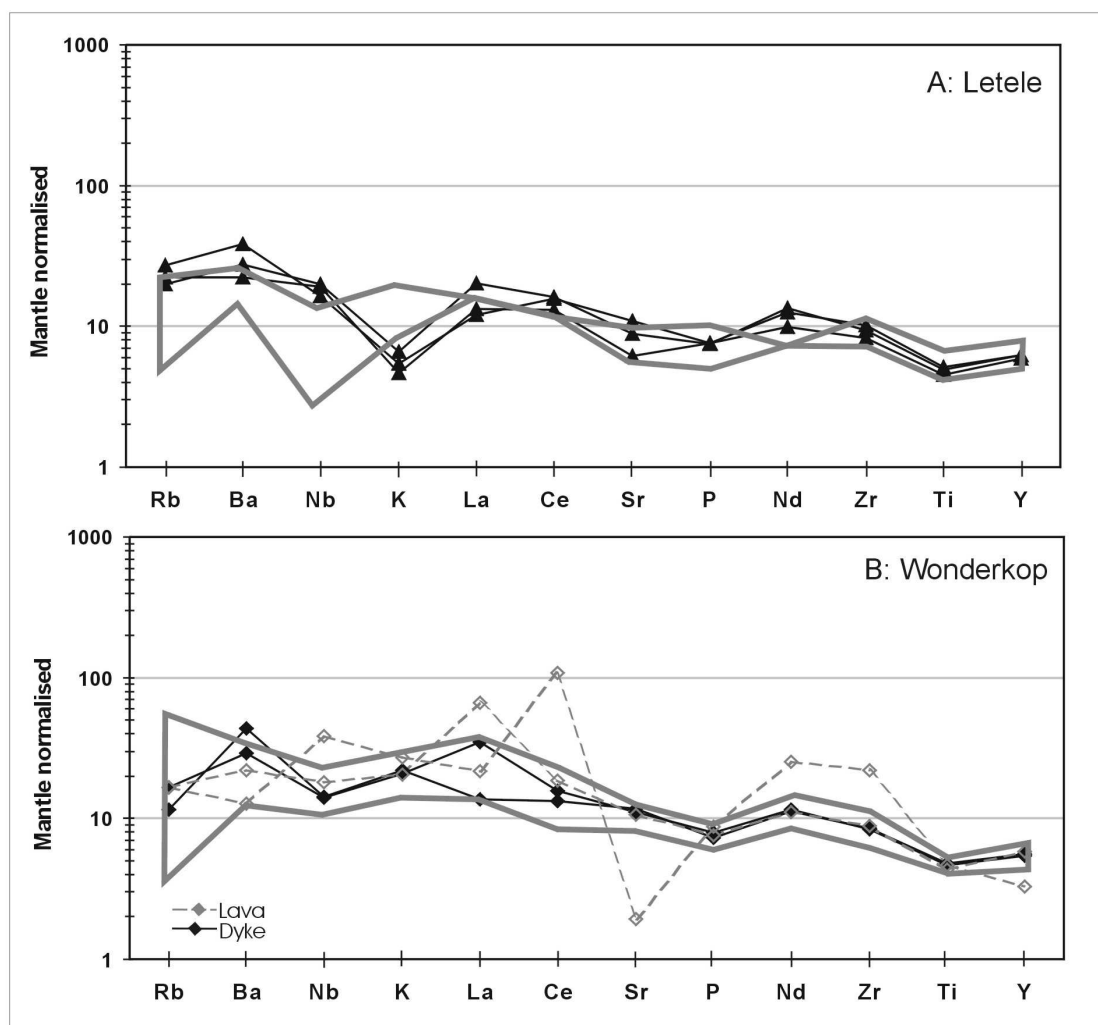 A: Letele
Mantle normalised
1000
100
10
1
Rb Ba Nb K La Ce Sr P Nd Zr Ti Y
B: Wonderkop
Mantle normalised
1000
100
10
1
Lava
Dyke
Rb Ba Nb K La Ce Sr P Nd Zr Ti Y